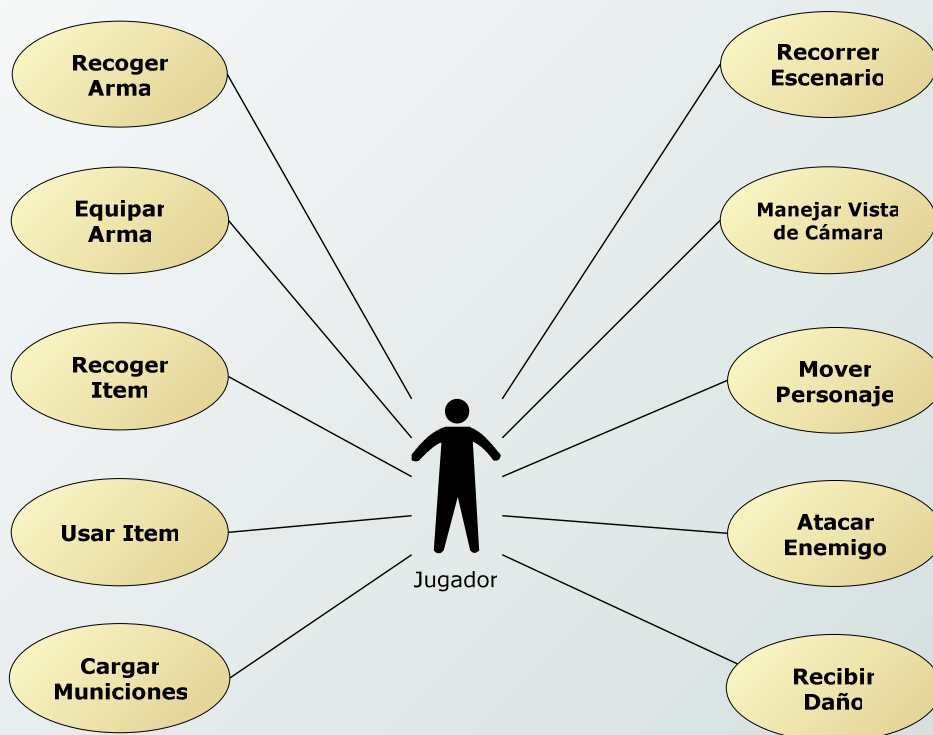 Recoger
Arma
Equipar
Arma
Recoger
Item
Usar Item
Cargar
Municiones
Jugador
Recorrer
Escenario
Manejar Vista
de Cámara
Mover
Personaje
Atacar
Enemigo
Recibir
Daño